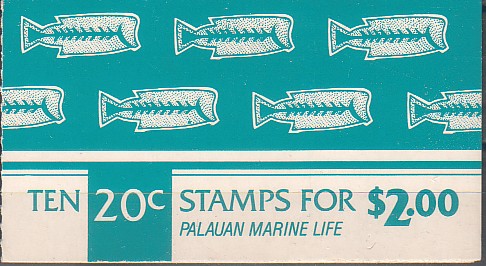 TEN 20c STAMPS FOR $2.00
PALAUAN MARINE LIFE